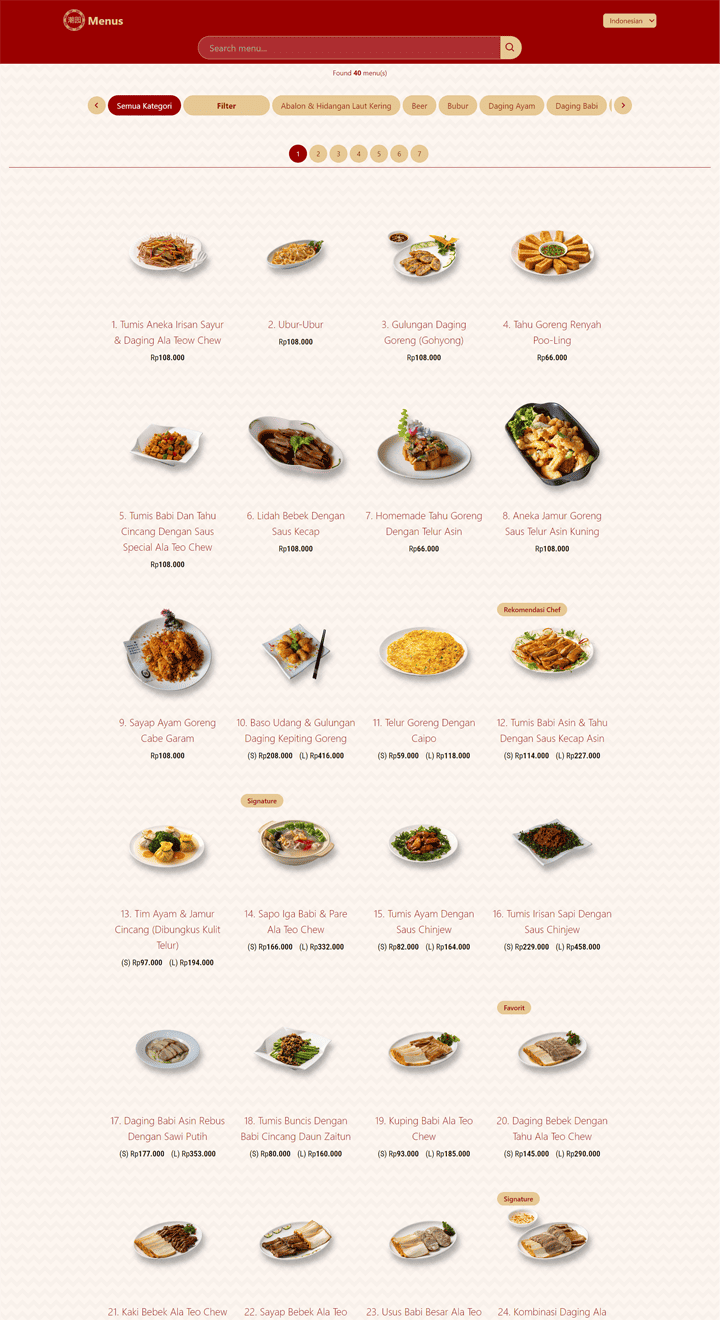 Menus
Indonesian
Search menu...
Found 40 menu(s)
Semua Kategori
Filter
Abalon & Hidangan Laut Kering
Beer
Bubur
Daging Ayam
Daging Babi
1 2 3 4 5 6 7
1. Tumis Aneka Irisan Sayur
& Daging Ala Teow Chew
Rp108.000
2. Ubur-Ubur
Rp108.000
3. Gulungan Daging
Goreng (Gohyong)
Rp108.000
4. Tahu Goreng Renyah
Poo-Ling
Rp66.000
5. Tumis Babi Dan Tahu
Cincang Dengan Saus
Special Ala Teo Chew
Rp108.000
6. Lidah Bebek Dengan
Saus Kecap
Rp108.000
7. Homemade Tahu Goreng
Dengan Telur Asin
Rp66.000
8. Aneka Jamur Goreng
Saus Telur Asin Kuning
Rp108.000
9. Sayap Ayam Goreng
Cabe Garam
Rp108.000
10. Baso Udang & Gulungan
Daging Kepiting Goreng
(S) Rp208.000 (L) Rp416.000
11. Telur Goreng Dengan
Caipo
(S) Rp59.000 (L) Rp118.000
Rekomendasi Chef
12. Tumis Babi Asin & Tahu
Dengan Saus Kecap Asin
(S) Rp114.000 (L) Rp227.000
13. Tim Ayam & Jamur
Cincang (Dibungkus Kulit
Telur)
(S) Rp97.000 (L) Rp194.000
Signature
14. Sapo Iga Babi & Pare
Ala Teo Chew
(S) Rp166.000 (L) Rp332.000
15. Tumis Ayam Dengan
Saus Chinjew
(S) Rp82.000 (L) Rp164.000
16. Tumis Irisan Sapi Dengan
Saus Chinjew
(S) Rp229.000 (L) Rp458.000
17. Daging Babi Asin Rebus
Dengan Sawi Putih
(S) Rp177.000 (L) Rp353.000
18. Tumis Buncis Dengan
Babi Cincang Daun Zaitun
(S) Rp80.000 (L) Rp160.000
19. Kuping Babi Ala Teo
Chew
(S) Rp93.000 (L) Rp185.000
Favorit
20. Daging Bebek Dengan
Tahu Ala Teo Chew
(S) Rp145.000 (L) Rp290.000
21. Kaki Bebek Ala Teo Chew
22. Sayap Bebek Ala Teo
23. Usus Babi Besar Ala Teo
Signature
24. Kombinasi Daging Ala